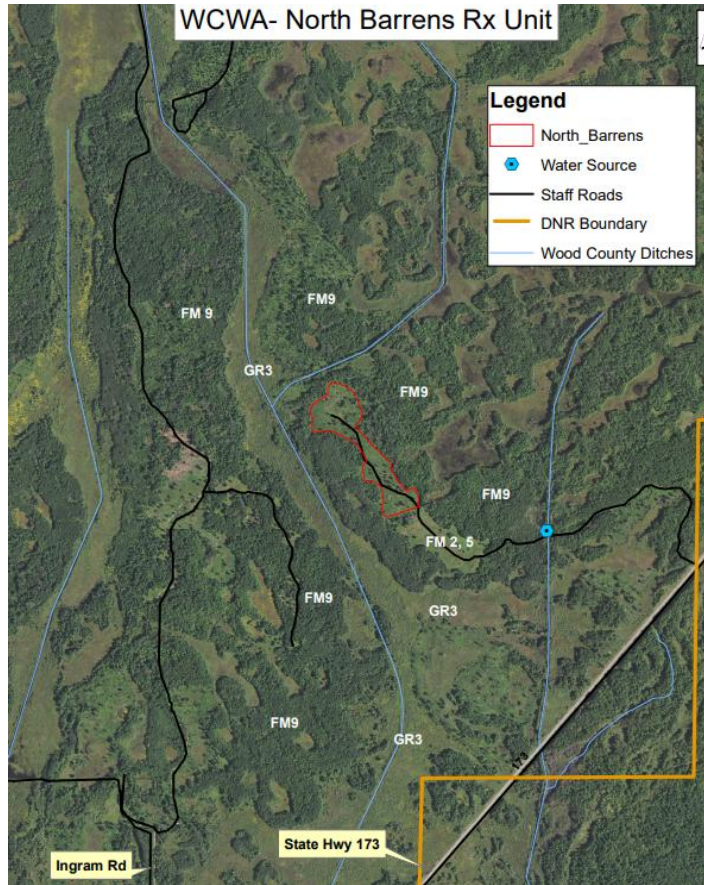 WCWA- North Barrens Rx Unit
Legend
North_Barrens
Water Source
Staff Roads
DNR Boundary
Wood County Ditches
FM9
FM 9
GR3
FM9
FM9
FM 2, 5
FM9
GR3
FM9
GR3
173
State Hwy 173
Ingram Rd